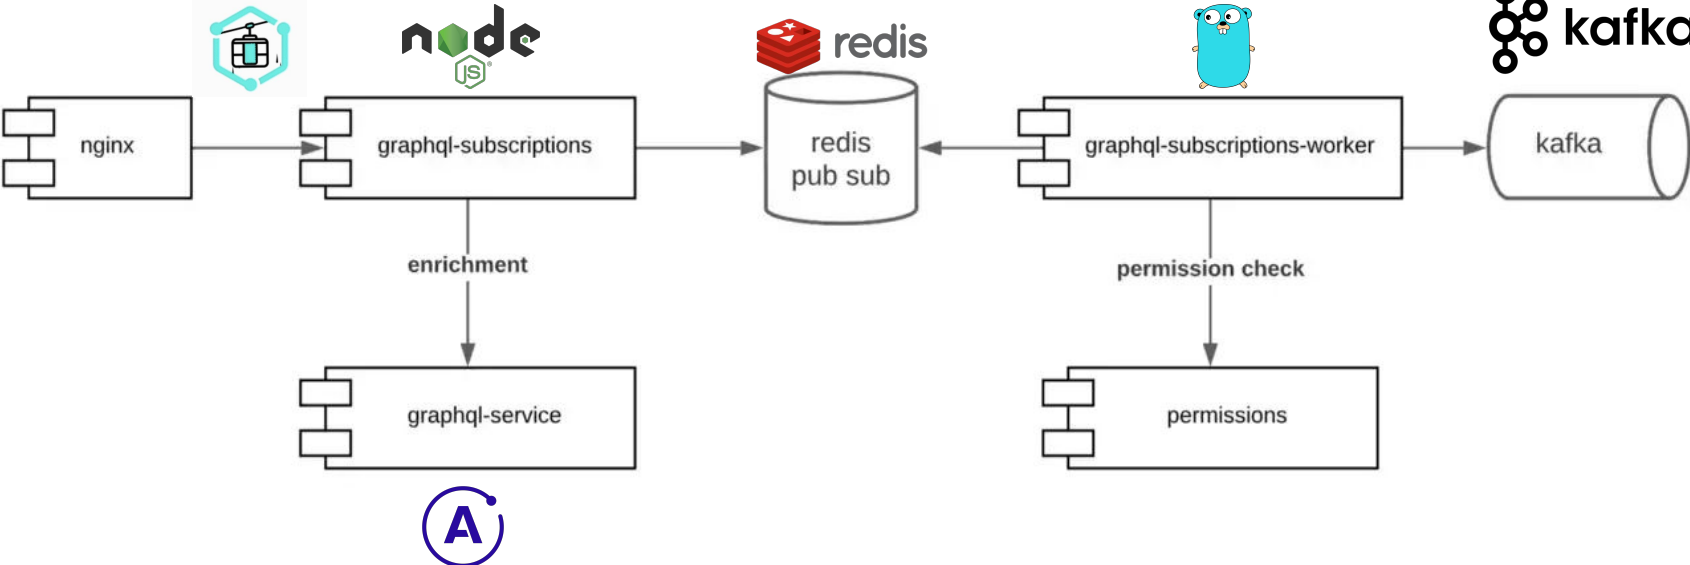 node
JS
redis
kafka
nginx
graphql-subscriptions
redis
pub sub
graphql-subscriptions-worker
kafka
enrichment
permission check
graphql-service
permissions
A